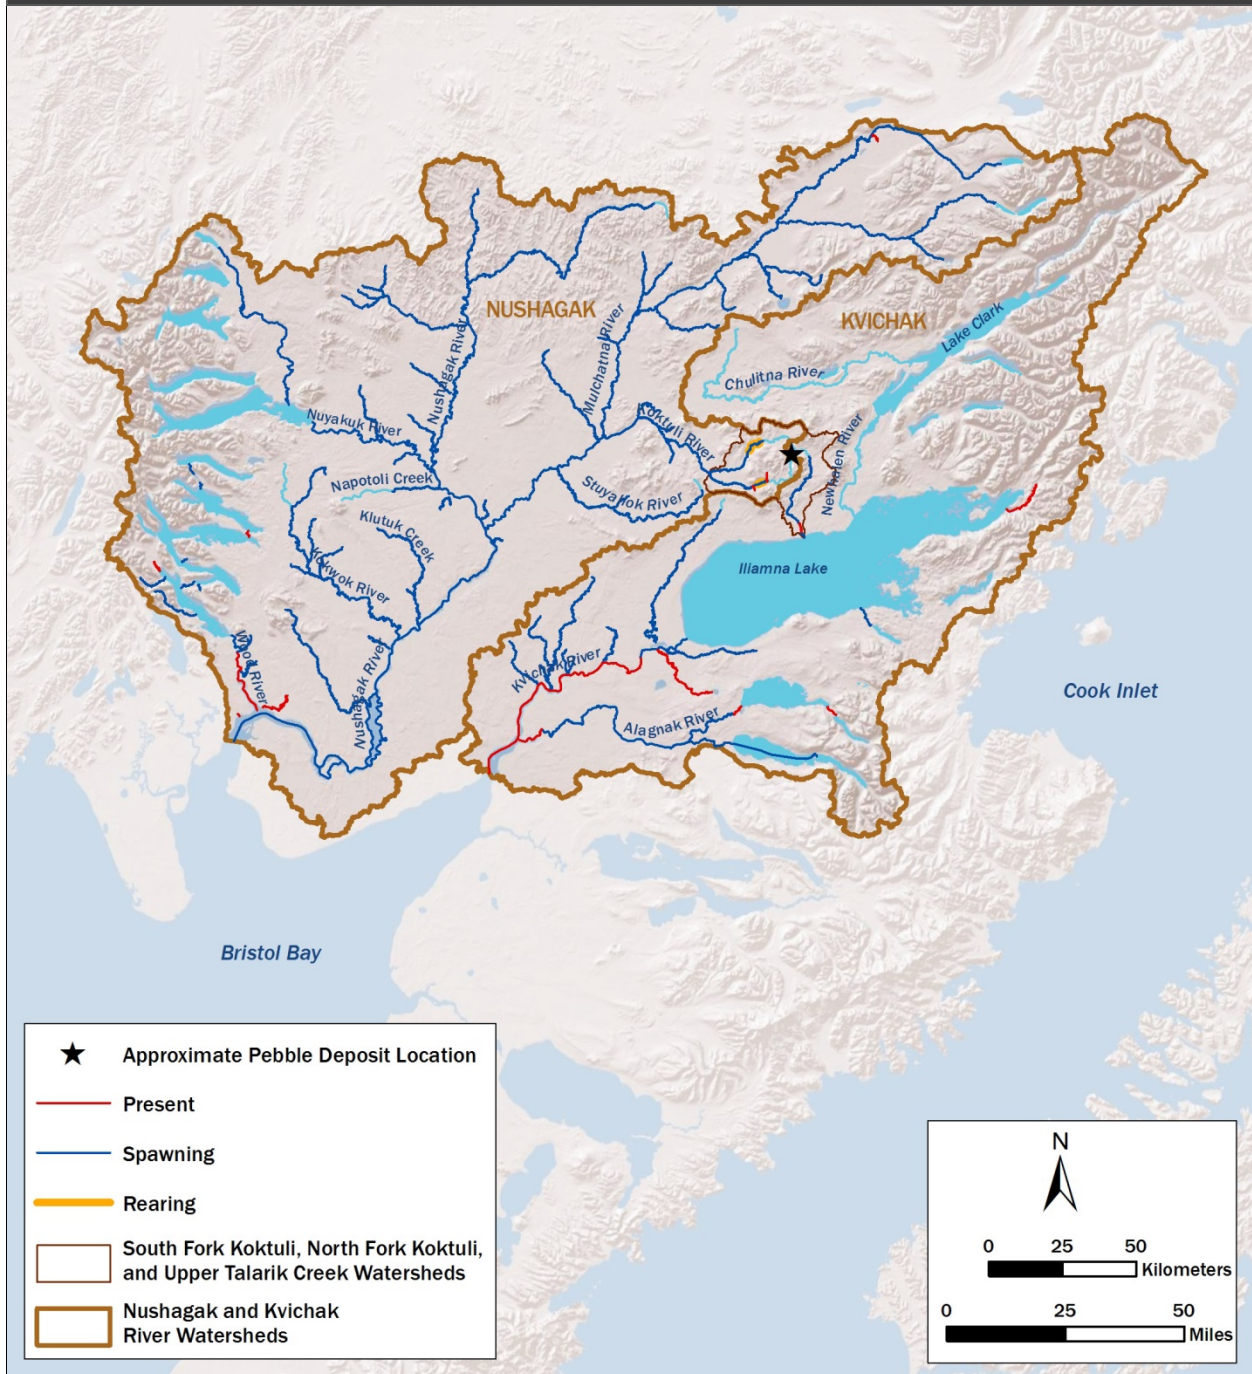 NUSHAGAK
KVICHAK
Lake Clark
Chulitna River
Mulchatna River
Nushagak River
Nuyakuk River
Koktuli River
Newhalen River
Napotoli Creek
Stuyahok River
Klutuk Creek
Kokwok River
Iliamna Lake
Wood River
Nushagak River
Kvichak River
Alagnak River
Cook Inlet
Bristol Bay
Approximate Pebble Deposit Location
Present
Spawning
Rearing
South Fork Koktuli, North Fork Koktuli,
and Upper Talarik Creek Watersheds
Nushagak and Kvichak
River Watersheds
N
0 25 50
Kilometers
0 25 50
Miles